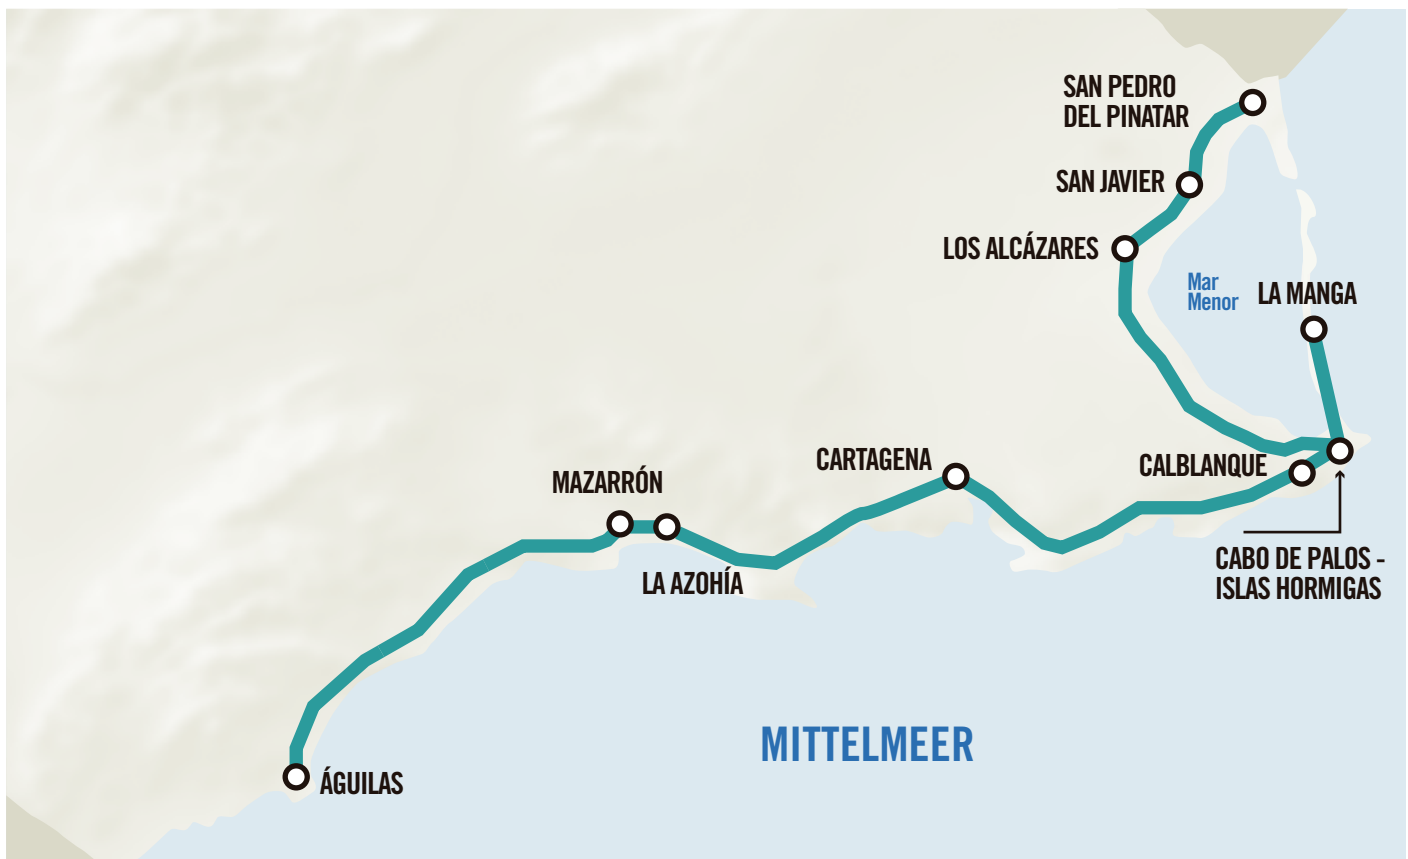 SAN PEDRO
DEL PINATAR
SAN JAVIER
LOS ALCÁZARES
Mar
Menor
LA MANGA
CARTAGENA
CALBLANQUE
MAZARRÓN
CABO DE PALOS -
ISLAS HORMIGAS
LA AZOHÍA
MITTELMEER
ÁGUILAS